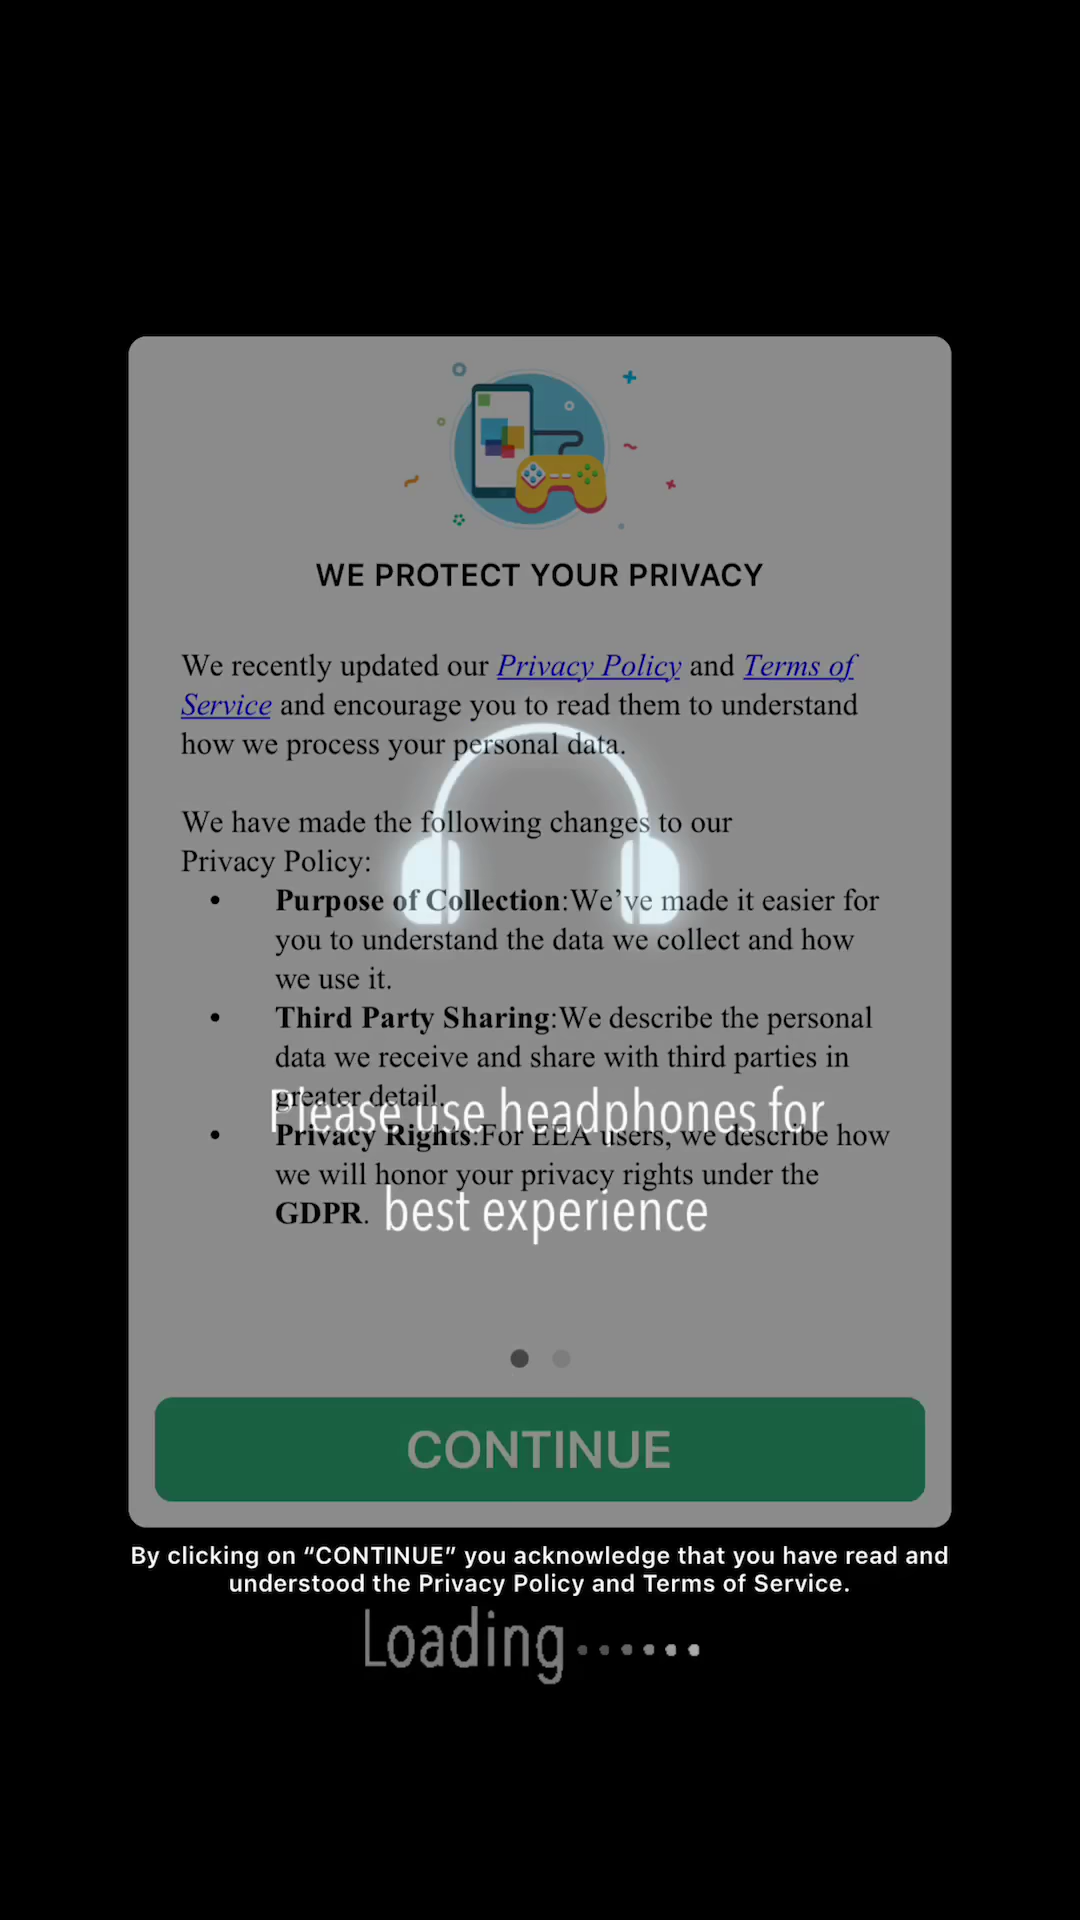 WE PROTECT YOUR PRIVACY
We recently updated our Privacy Policy and Terms of
Service and encourage you to read them to understand
how we process your personal data.
We have made the following changes to our
Privacy Policy:
• Purpose of Collection:We’ve made it easier for
you to understand the data we collect and how
we use it.
• Third Party Sharing:We describe the personal
data we receive and share with third parties in
greater detail.
Please use headphones for
• Privacy Rights:For EEA users, we describe how
we will honor your privacy rights under the
GDPR.
best experience
CONTINUE
By clicking on “CONTINUE” you acknowledge that you have read and
understood the Privacy Policy and Terms of Service.
Loading......